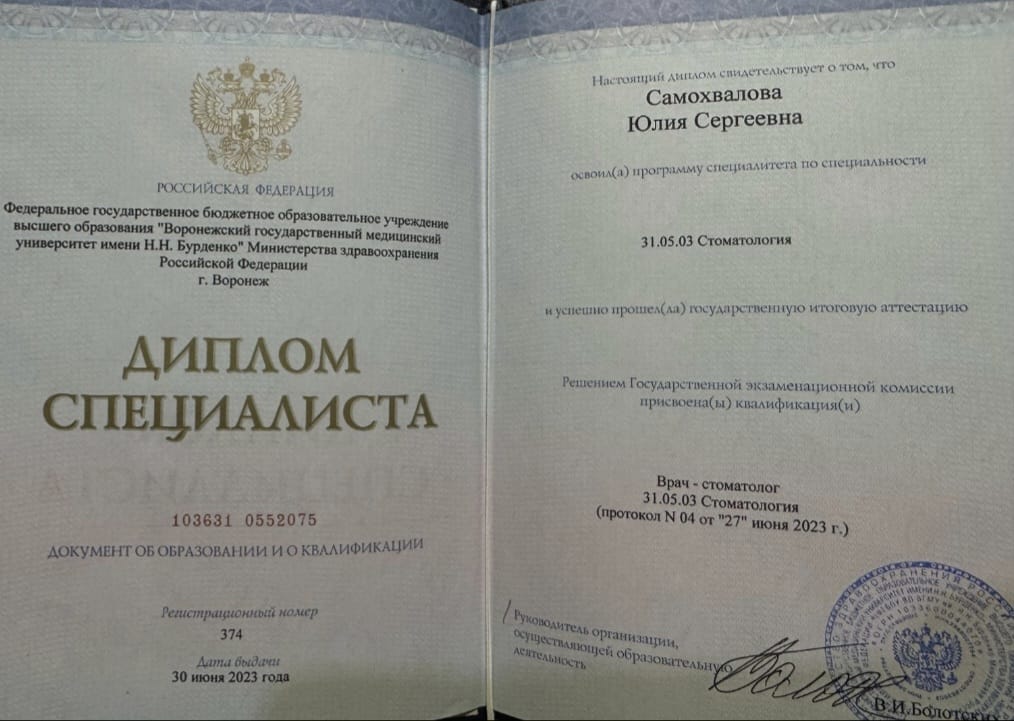 РОССИЙСКАЯ ФЕДЕРАЦИЯ
Федеральное государственное бюджетное образовательное учреждение
высшего образования "Воронежский государственный медицинский
университет имени Н.Н. Бурденко" Министерства здравоохранения
Российской Федерации
г. Воронеж
ДИПЛОМ
СПЕЦИАЛИСТА
103631 0552075
ДОКУМЕНТ ОБ ОБРАЗОВАНИИ И О КВАЛИФИКАЦИИ
Регистрационный номер
374
Дата выдачи
30 июня 2023 года
Настоящий диплом свидетельствует о том, что
Самохвалова
Юлия Сергеевна
освоил(а) программу специалитета по специальности
31.05.03 Стоматология
и успешно прошел(ла) государственную итоговую аттестацию
Решением Государственной экзаменационной комиссии
присвоена(ы) квалификация(и)
Врач - стоматолог
31.05.03 Стоматология
(протокол N 04 от "27" июня 2023 г.)
Руководитель организации,
осуществляющей образовательную
деятельность
В.И.Болотских